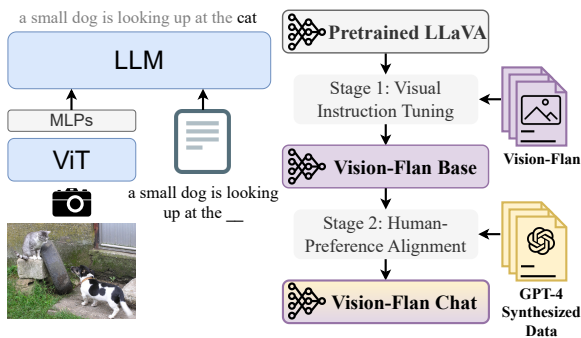 a small dog is looking up at the cat
LLM
MLPs
ViT
a small dog is looking
up at the __
Pretrained LLaVA
Stage 1: Visual
Instruction Tuning
Vision-Flan
Vision-Flan Base
Stage 2: Human-
Preference Alignment
Vision-Flan Chat
GPT-4
Synthesized
Data